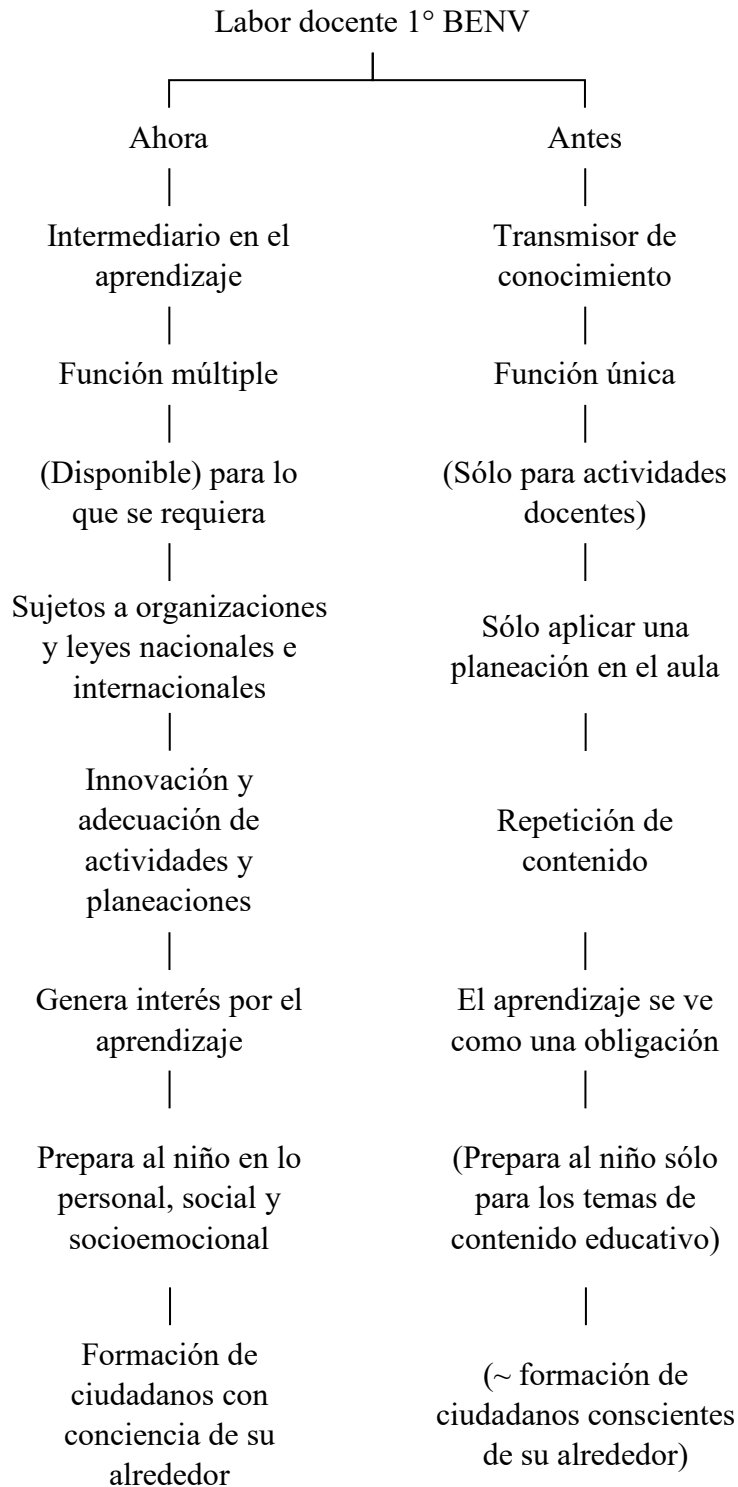 Labor docente 1° BENV
Ahora
Antes
Intermediario en el
aprendizaje
Transmisor de
conocimiento
Función múltiple
Función única
(Disponible) para lo
que se requiera
(Sólo para actividades
docentes)
Sujetos a organizaciones
y leyes nacionales e
internacionales
Sólo aplicar una
planeación en el aula
Innovación y
adecuación de
actividades y
planeaciones
Repetición de
contenido
Genera interés por el
aprendizaje
El aprendizaje se ve
como una obligación
Prepara al niño en lo
personal, social y
socioemocional
(Prepara al niño sólo
para los temas de
contenido educativo)
Formación de
ciudadanos con
conciencia de su
alrededor
(~ formación de
ciudadanos conscientes
de su alrededor)